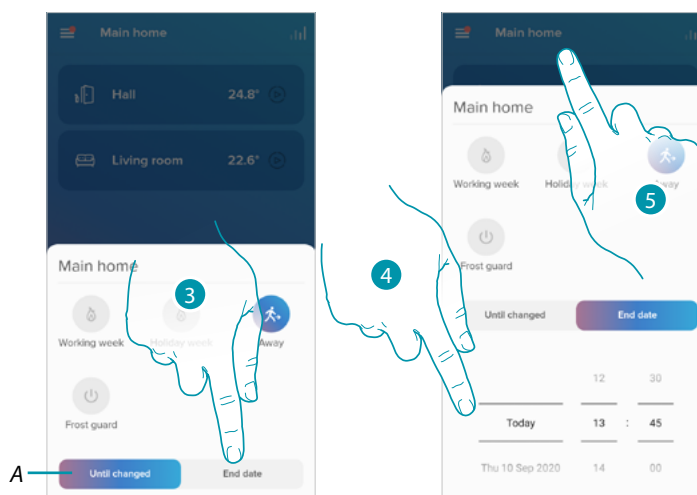 Main home
Hall 24.8°
Living room 22.6°
Main home
3
Working week Holiday week Away
Frost guard
A
Until changed End date
Main home
Main home
5
4
Working week Holiday week Away
Frost guard
Until changed End date
12 30
Today 13 : 45
Thu 10 Sep 2020 14 00